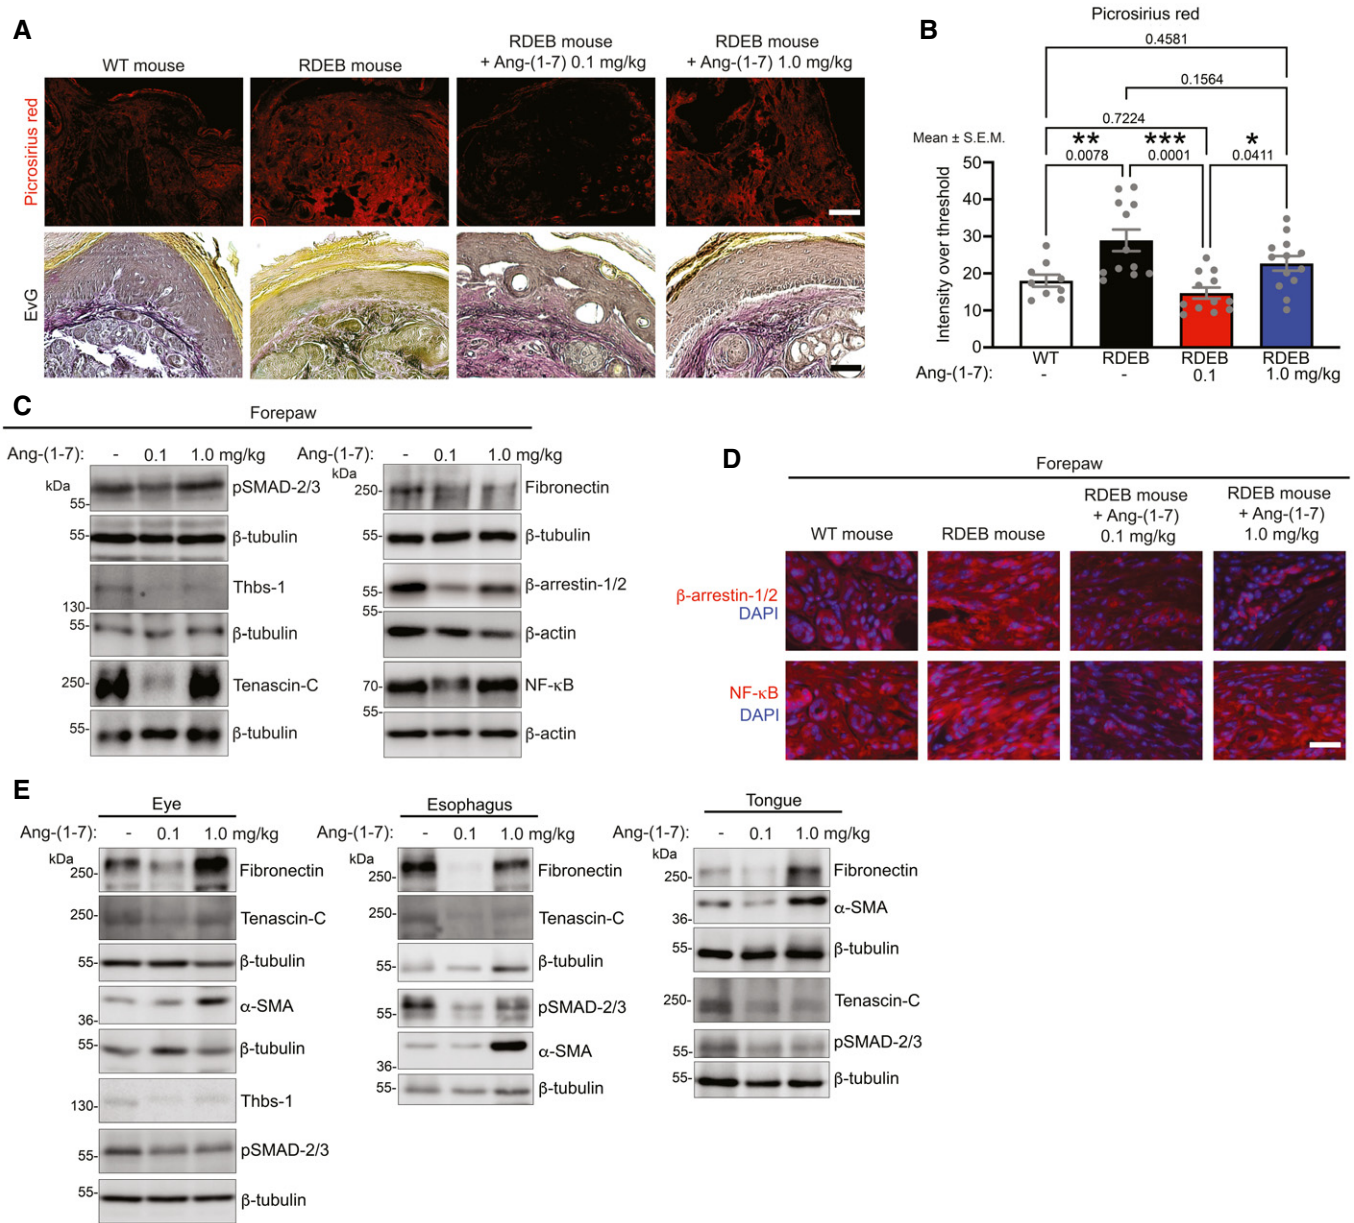 A
WT mouse
RDEB mouse
RDEB mouse
+ Ang-(1-7) 0.1 mg/kg
RDEB mouse
+ Ang-(1-7) 1.0 mg/kg
Picrosirius red
EvG
B
Picrosirius red
0.4581
0.1564
0.7224
Mean ± S.E.M.
** *** *
0.0078 0.0001 0.0411
Intensity over threshold
50
40
30
20
10
0
WT RDEB RDEB RDEB
Ang-(1-7): - - 0.1 1.0 mg/kg
C
Forepaw
Ang-(1-7): - 0.1 1.0 mg/kg
kDa
pSMAD-2/3
55-
55- β-tubulin
Thbs-1
130-
55- β-tubulin
250- Tenascin-C
55- β-tubulin
Ang-(1-7): - 0.1 1.0 mg/kg
kDa
250- Fibronectin
55- β-tubulin
55- β-arrestin-1/2
55-
β-actin
70- NF-κB
55-
β-actin
D
Forepaw
WT mouse
RDEB mouse
RDEB mouse
+ Ang-(1-7)
0.1 mg/kg
RDEB mouse
+ Ang-(1-7)
1.0 mg/kg
β-arrestin-1/2
DAPI
NF-κB
DAPI
E
Eye
Ang-(1-7): - 0.1 1.0 mg/kg
kDa
250- Fibronectin
250- Tenascin-C
55- β-tubulin
α-SMA
36-
55- β-tubulin
130- Thbs-1
55- pSMAD-2/3
55- β-tubulin
Esophagus
Ang-(1-7): - 0.1 1.0 mg/kg
kDa
250- Fibronectin
250- Tenascin-C
55- β-tubulin
55- pSMAD-2/3
α-SMA
36-
55- β-tubulin
Tongue
Ang-(1-7): - 0.1 1.0 mg/kg
kDa
250- Fibronectin
α-SMA
36-
55- β-tubulin
250- Tenascin-C
55- pSMAD-2/3
55- β-tubulin